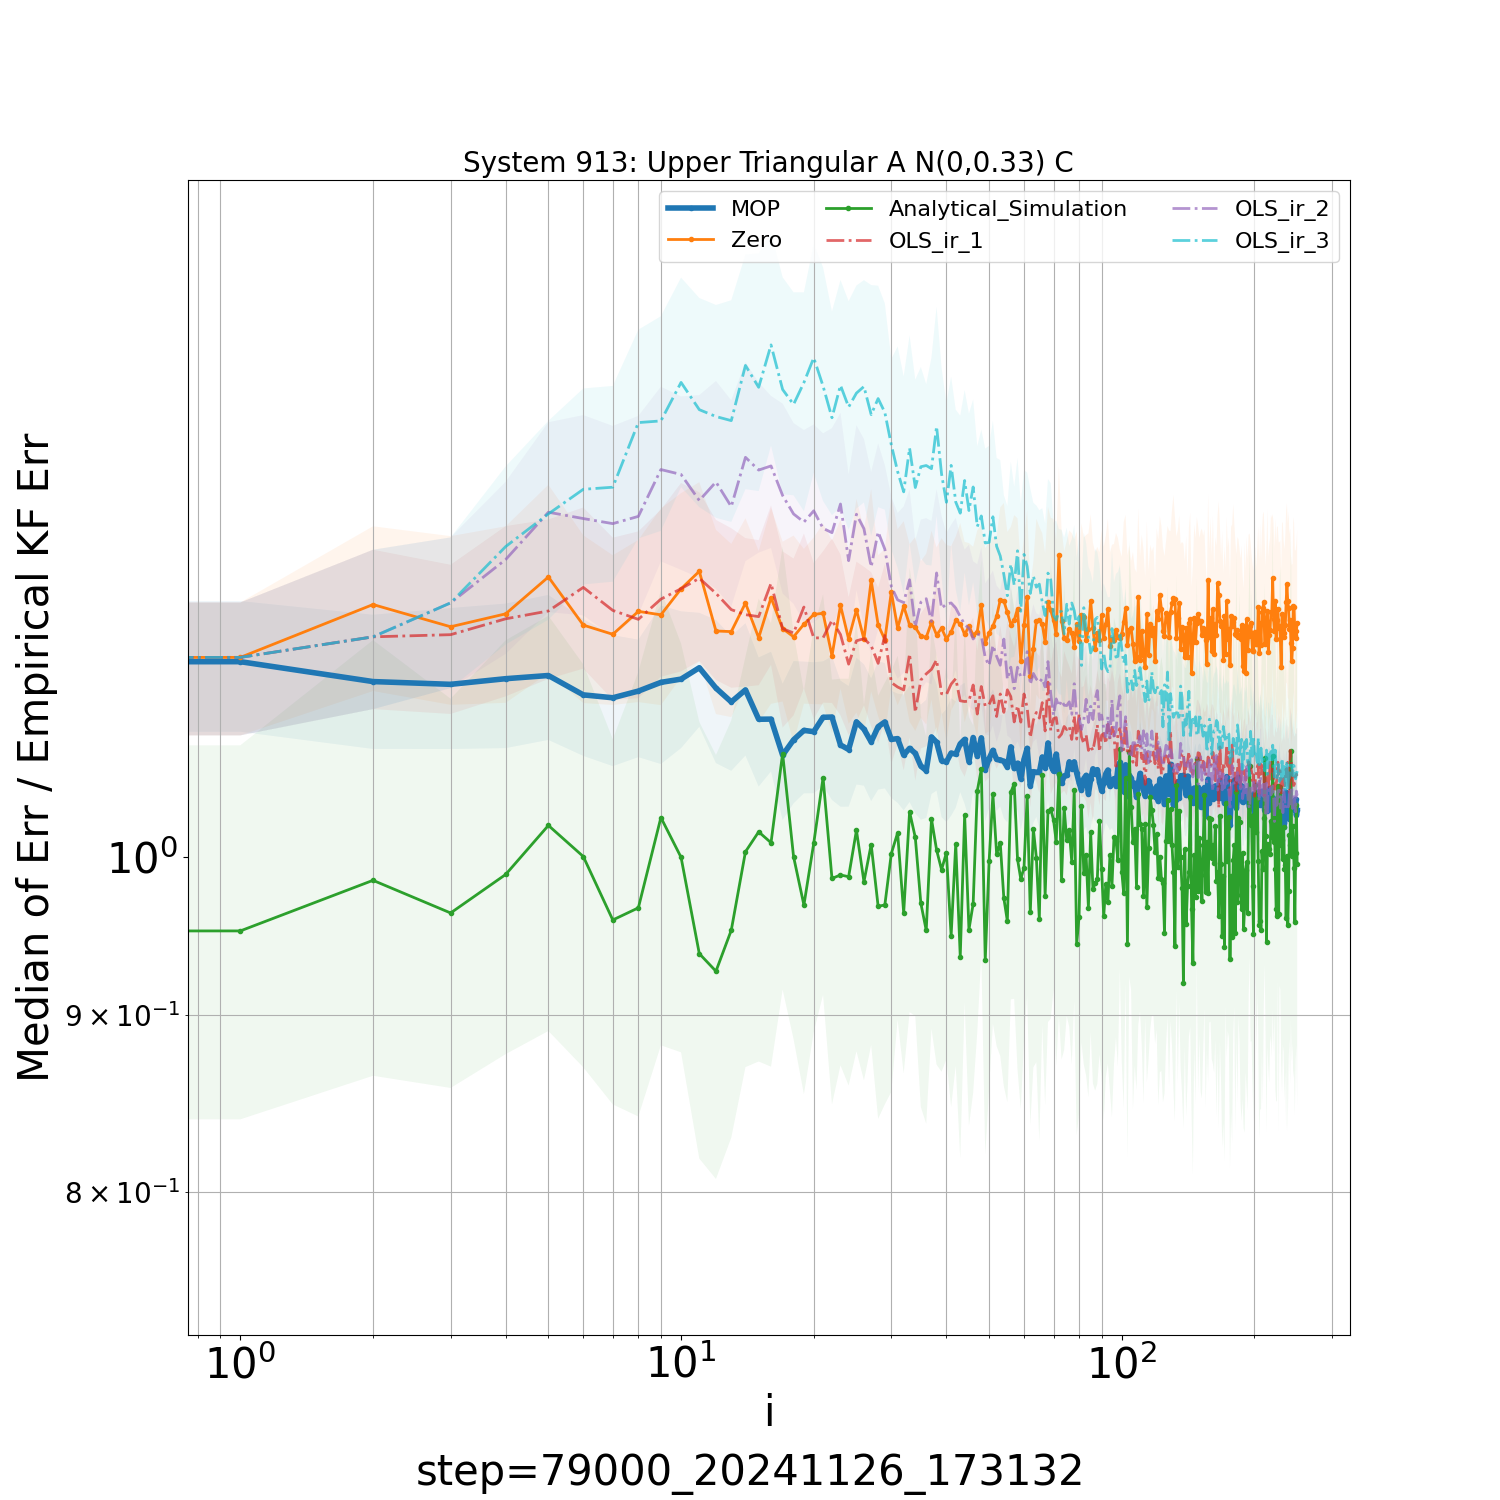 System 913: Upper Triangular A N(0,0.33) C
MOP
Zero
Analytical_Simulation
OLS_ir_1
OLS_ir_2
OLS_ir_3
Median of Err / Empirical KF Err
10⁰
9 × 10⁻¹
8 × 10⁻¹
10⁰ 10¹ 10²
i
step=79000_20241126_173132